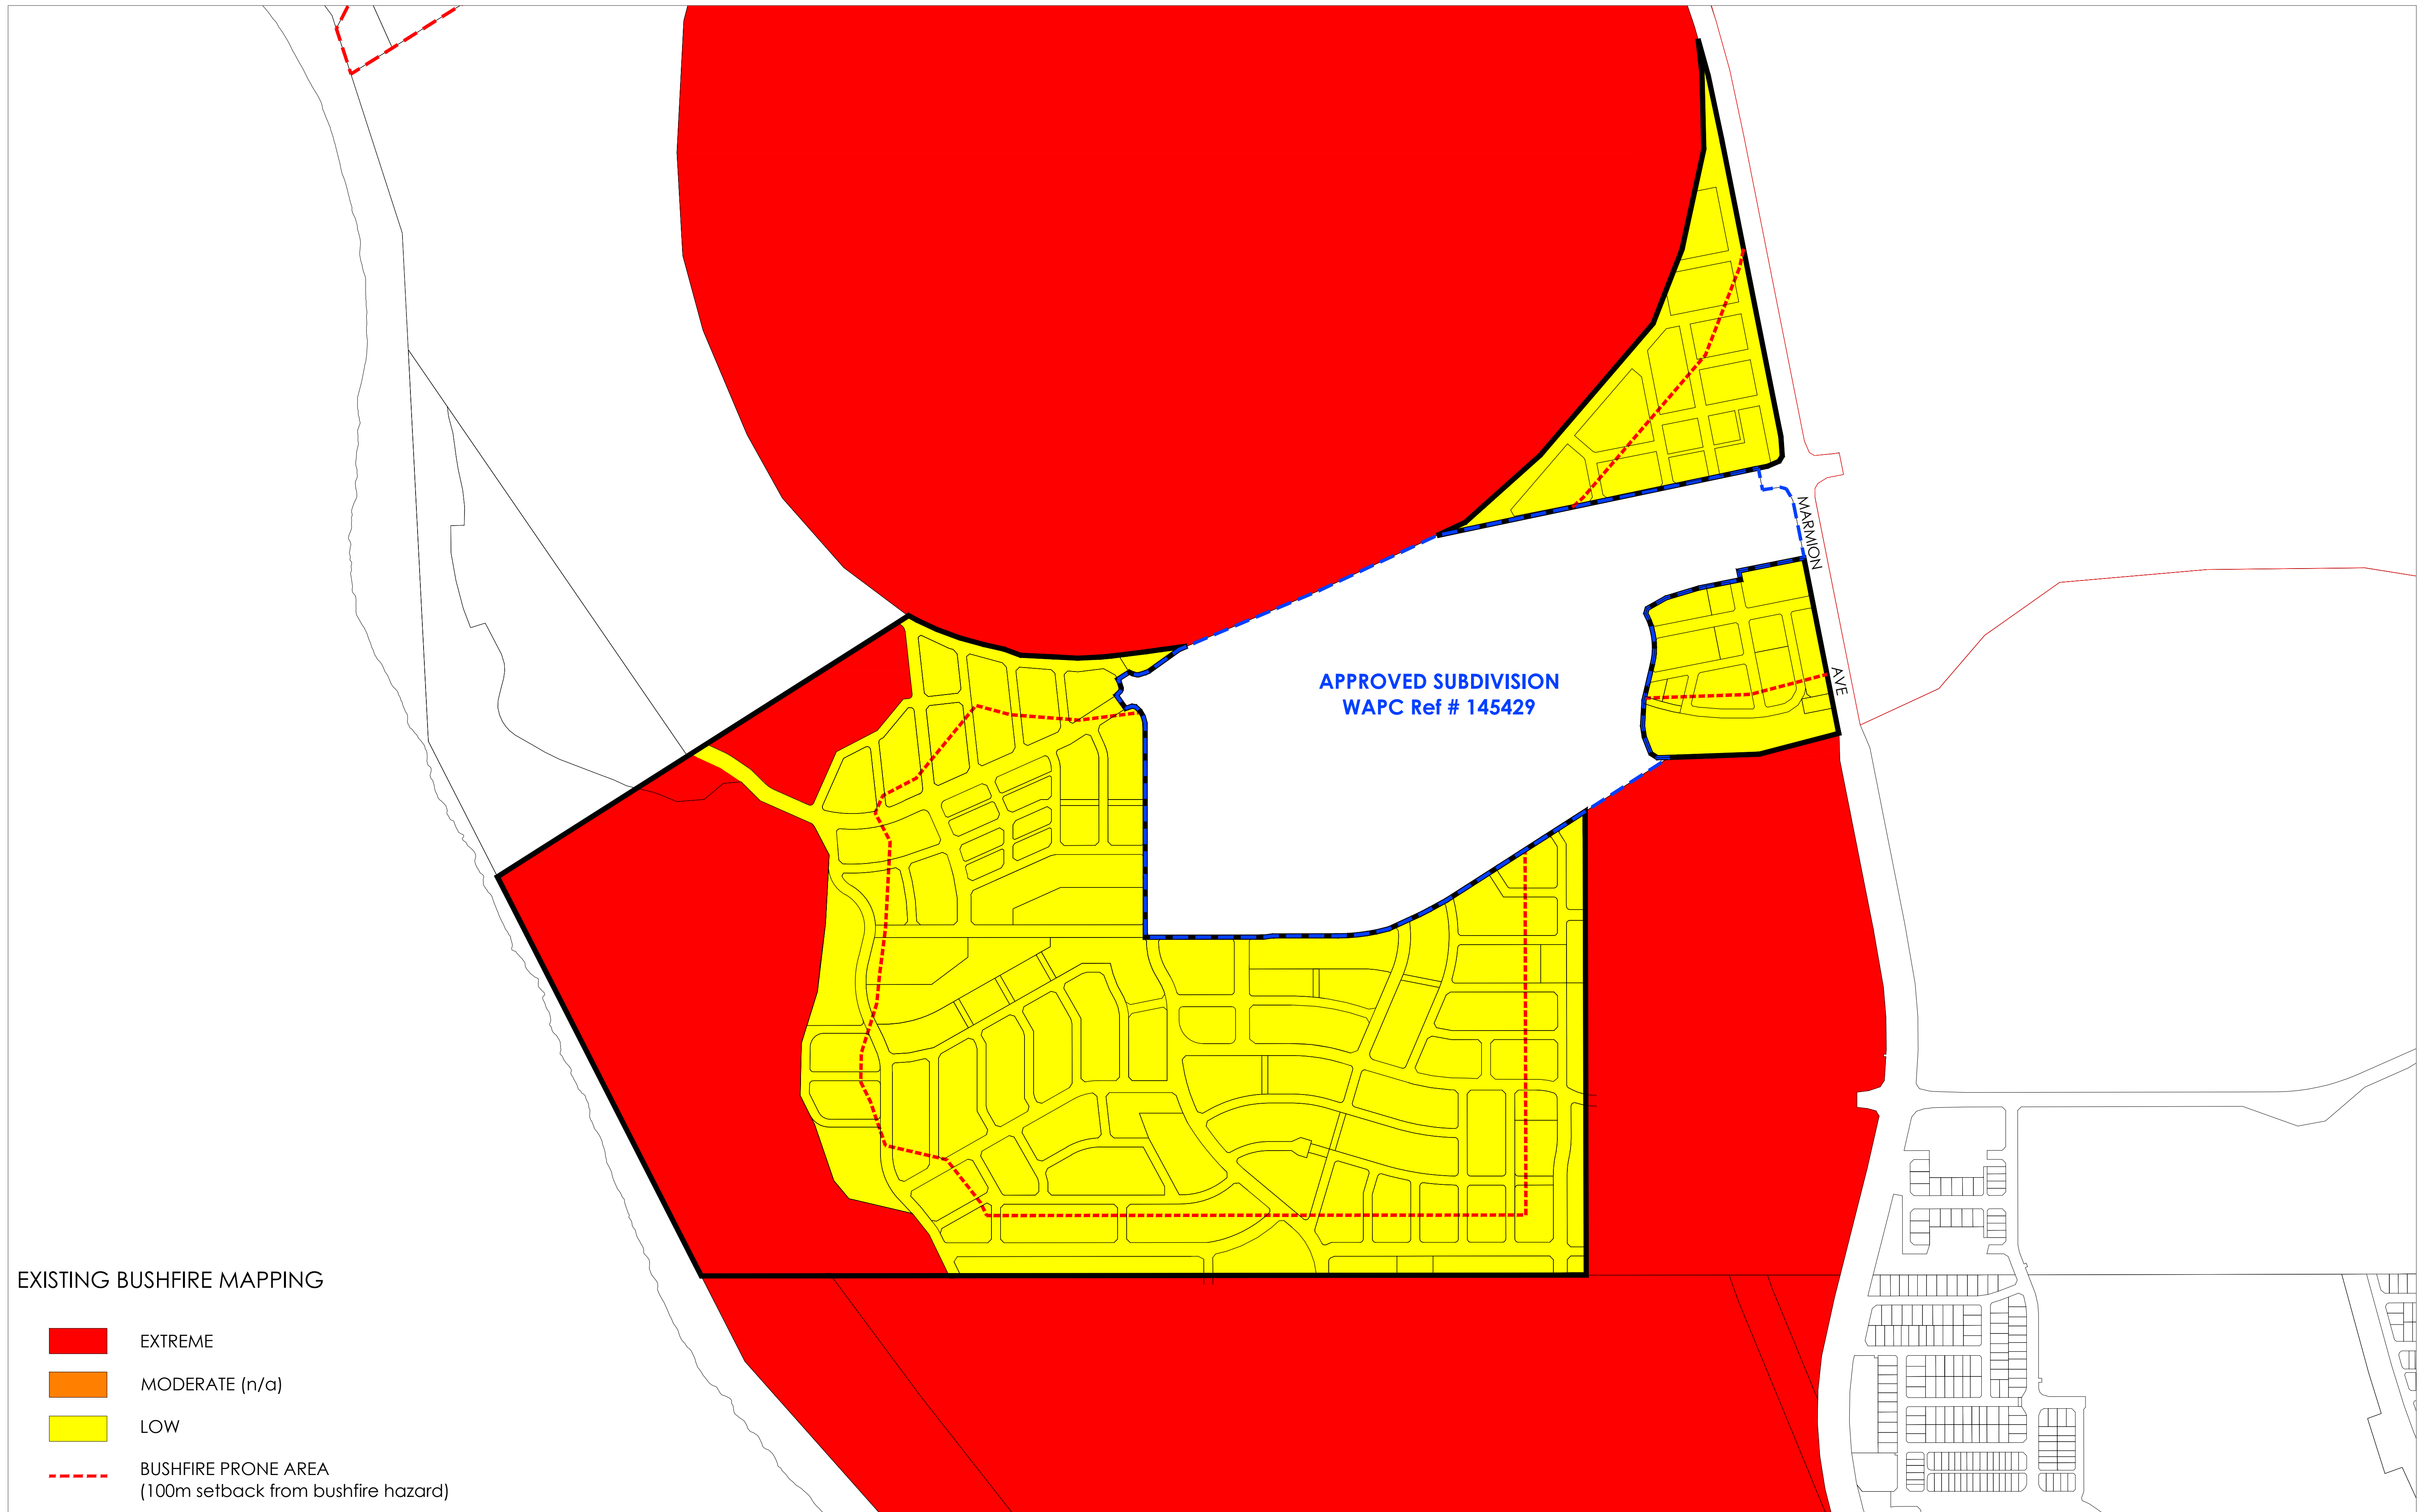 MARMION
AVE
APPROVED SUBDIVISION
WAPC Ref # 145429
EXISTING BUSHFIRE MAPPING
EXTREME
MODERATE (n/a)
LOW
BUSHFIRE PRONE AREA
(100m setback from bushfire hazard)